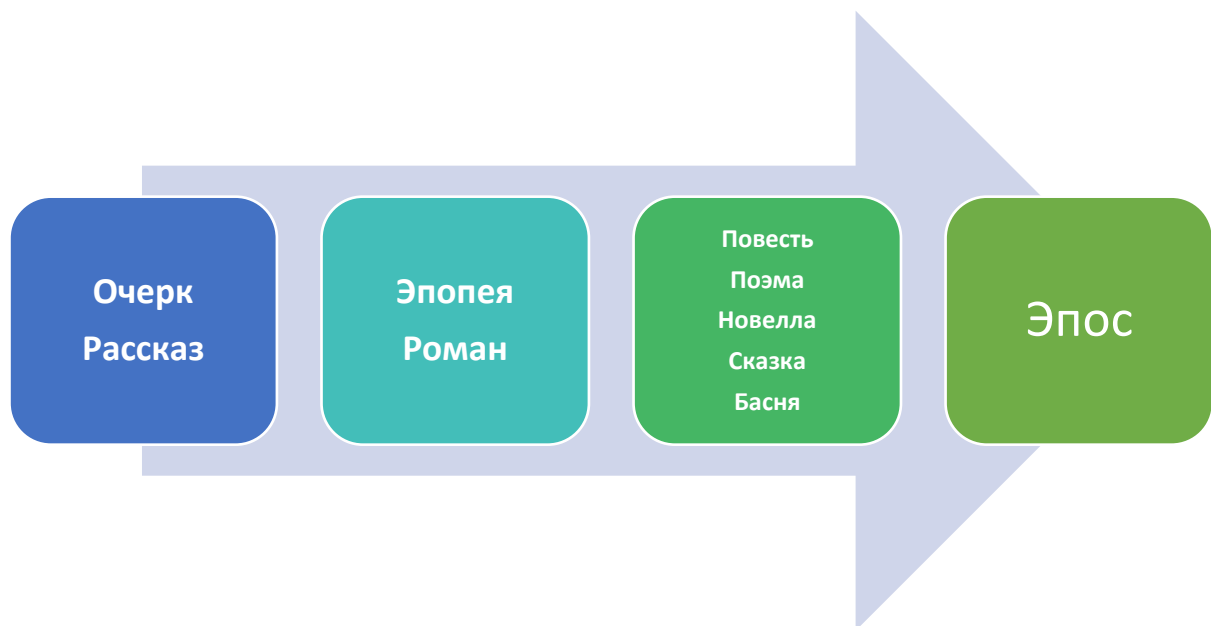 Очерк
Рассказ
Эпопея
Роман
Повесть
Поэма
Новелла
Сказка
Басня
Эпос